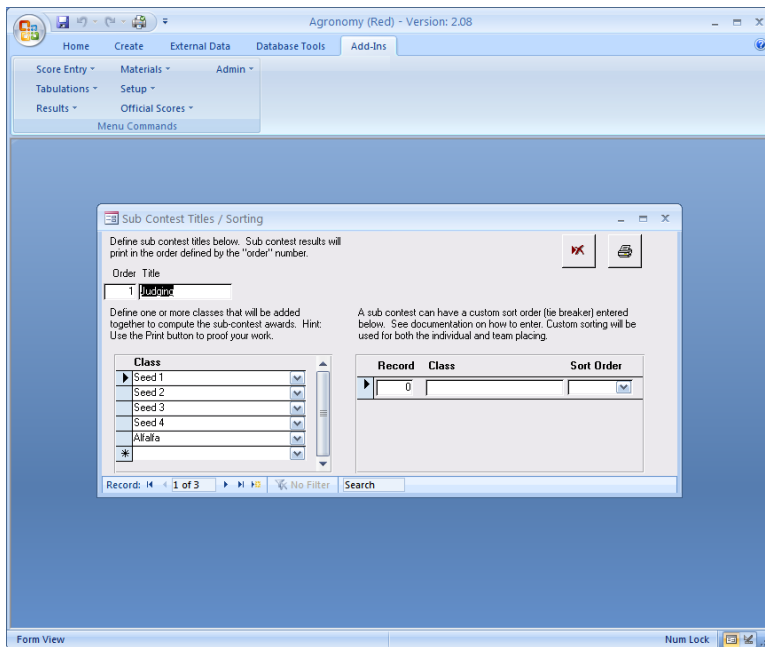 Agronomy (Red) - Version: 2.08
Home Create External Data Database Tools Add-Ins
Score Entry Materials Admin
Tabulations Setup
Results Official Scores
Menu Commands
Sub Contest Titles / Sorting
Define sub contest titles below. Sub contest results will
print in the order defined by the "order" number.
Order Title
1 Judging
Define one or more classes that will be added
together to compute the sub-contest awards. Hint:
Use the Print button to proof your work.
A sub contest can have a custom sort order (tie breaker) entered
below. See documentation on how to enter. Custom sorting will be
used for both the individual and team placing.
Class
Seed 1
Seed 2
Seed 3
Seed 4
Alfalfa
Record Class Sort Order
0
Record: 1 of 3 No Filter Search
Form View Num Lock